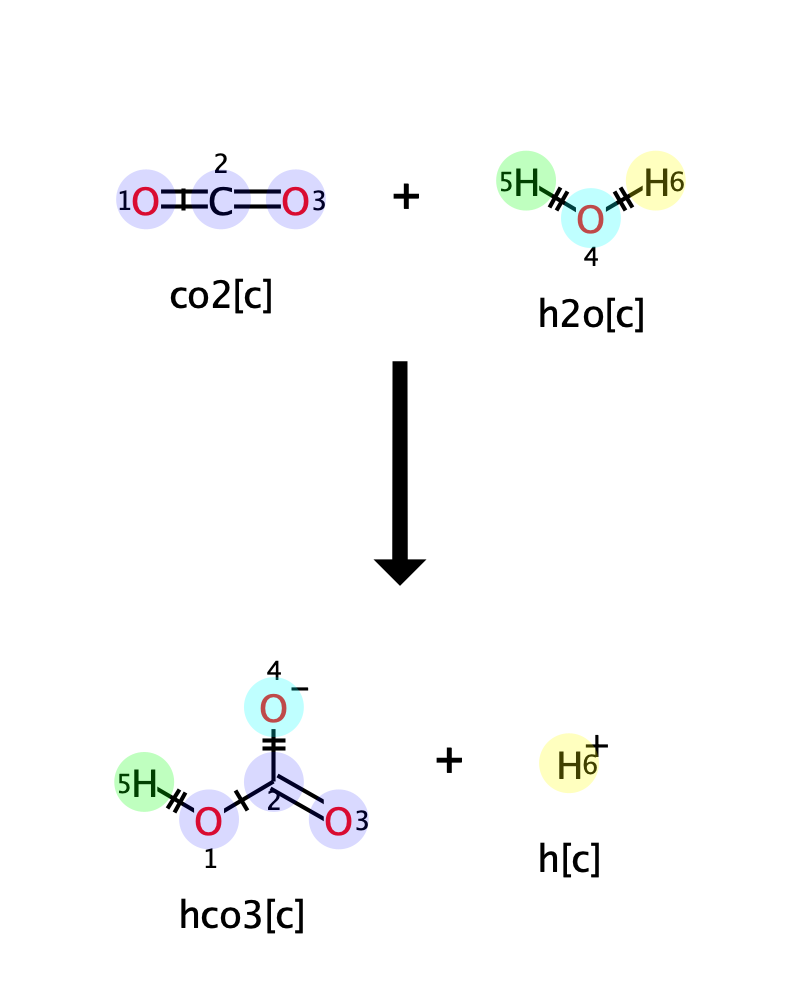 2
1O=C=O3 + 5H O H6
4
co2[c]
h2o[c]
4
O−
5H O 2 O3 + H6+
1
hco3[c]
h[c]